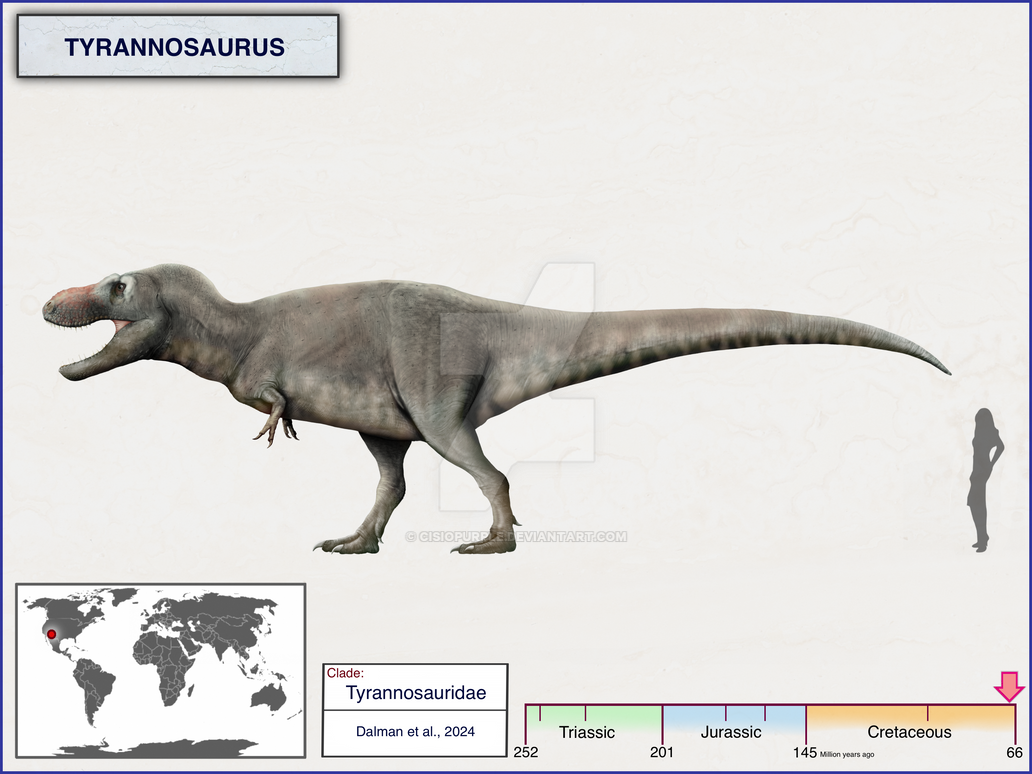 TYRANNOSAURUS
© CISIOPURPLE.DEVIANTART.COM
Clade:
Tyrannosauridae
Dalman et al., 2024
Triassic
Jurassic
Cretaceous
252
201
145
Million years ago
66